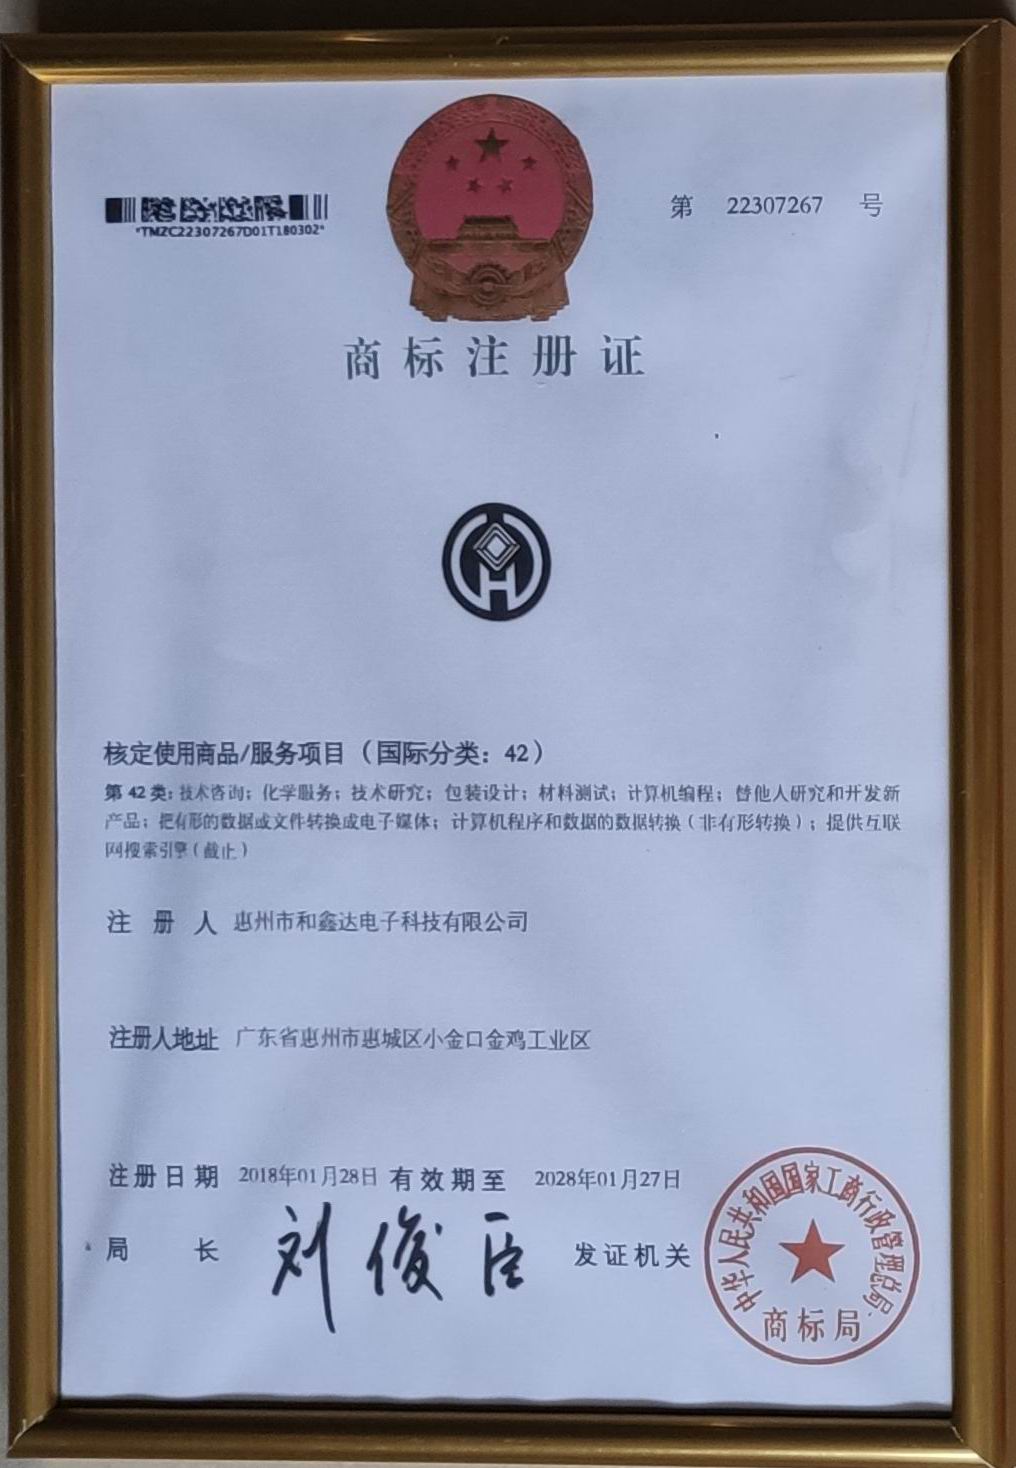 *TMZC22307267D01T180302*
第 22307267 号
商标注册证
H
核定使用商品/服务项目（国际分类：42）
第 42 类：技术咨询；化学服务；技术研究；包装设计；材料测试；计算机编程；替他人研究和开发新
产品；把有形的数据或文件转换成电子媒体；计算机程序和数据的数据转换（非有形转换）；提供互联
网搜索引擎（截止）
注册人 惠州市和鑫达电子科技有限公司
注册人地址 广东省惠州市惠城区小金口金鸡工业区
注册日期 2018年01月28日 有效期至 2028年01月27日
局长 刘俊臣 发证机关
中华人民共和国国家工商行政管理总局
商标局